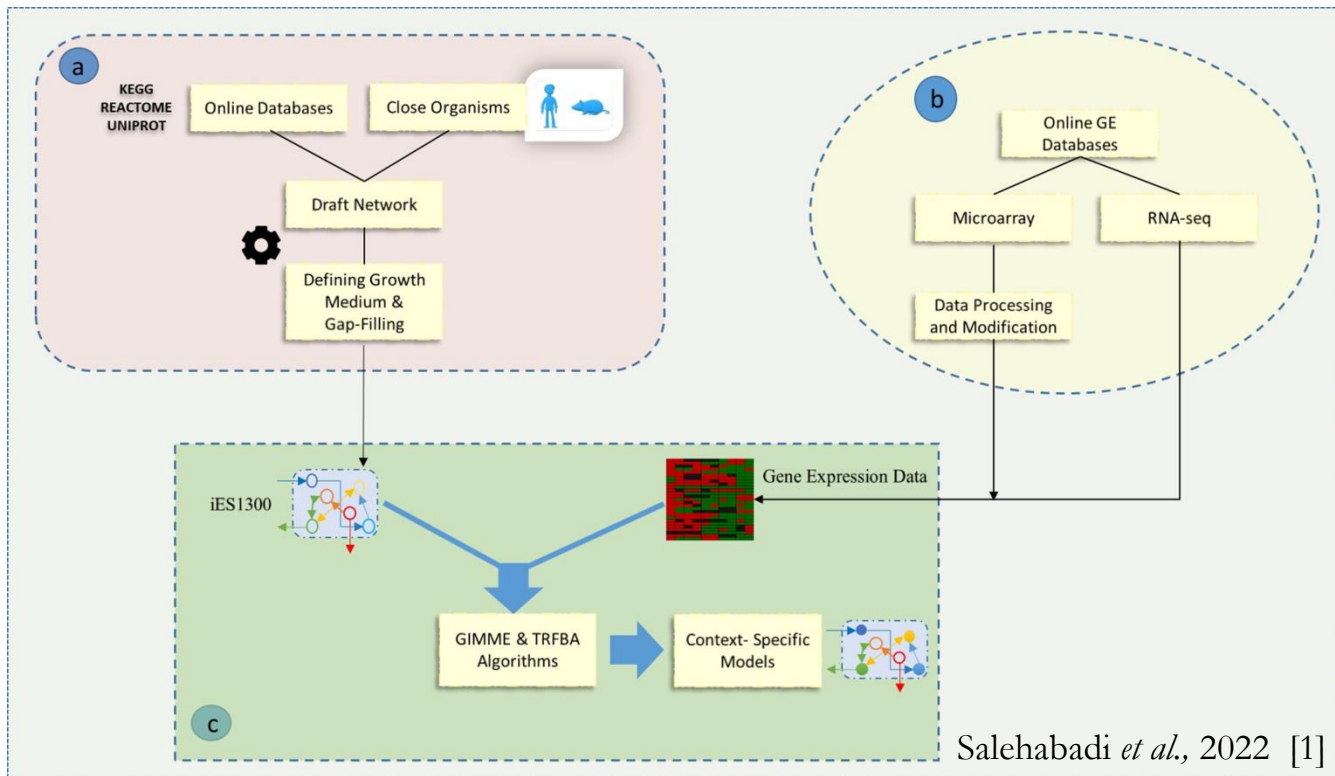 a
KEGG
REACTOME
UNIPROT
Online Databases
Close Organisms
Draft Network
Defining Growth
Medium &
Gap-Filling
b
Online GE
Databases
Microarray
RNA-seq
Data Processing
and Modification
iES1300
Gene Expression Data
GIMME & TRFBA
Algorithms
Context- Specific
Models
c
Salehabadi et al., 2022 [1]